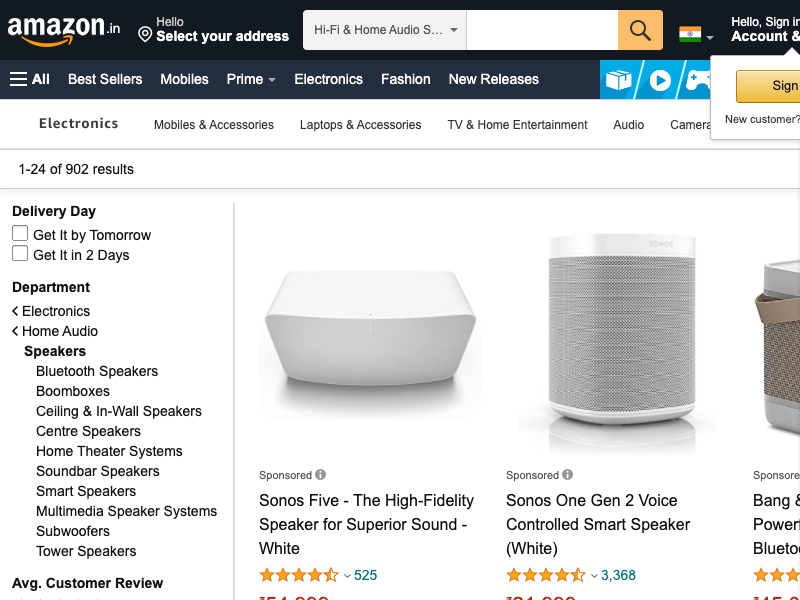 amazon.in
Hello
Select your address
Hi-Fi & Home Audio S...
Hello, Sign in
Account &
All
Best Sellers
Mobiles
Prime
Electronics
Fashion
New Releases
Sign
New customer?
Electronics
Mobiles & Accessories
Laptops & Accessories
TV & Home Entertainment
Audio
Camera
1-24 of 902 results
Delivery Day
Get It by Tomorrow
Get It in 2 Days
Department
Electronics
Home Audio
Speakers
Bluetooth Speakers
Boomboxes
Ceiling & In-Wall Speakers
Centre Speakers
Home Theater Systems
Soundbar Speakers
Smart Speakers
Multimedia Speaker Systems
Subwoofers
Tower Speakers
Avg. Customer Review
Sponsored
Sonos Five - The High-Fidelity
Speaker for Superior Sound -
White
525
SONOS
Sponsored
Sonos One Gen 2 Voice
Controlled Smart Speaker
(White)
3,368
Sponsore
Bang &
Powerf
Bluetoo